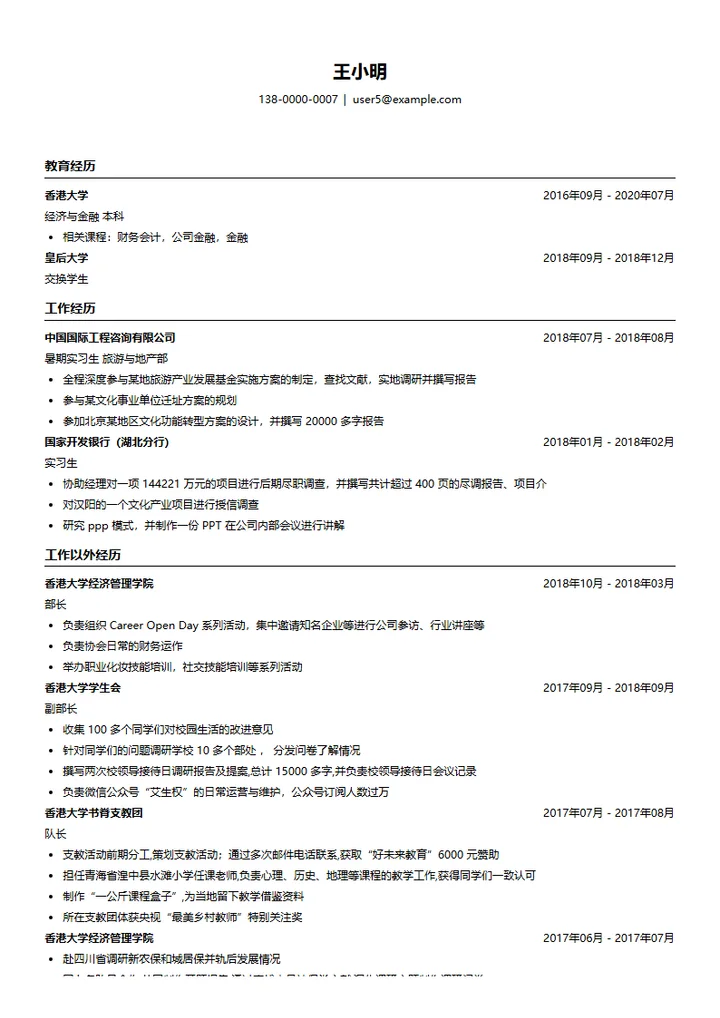 王小明
138-0000-0007 | user5@example.com
教育经历
香港大学 2016年09月 - 2020年07月
经济与金融 本科
• 相关课程：财务会计，公司金融，金融
皇后大学 2018年09月 - 2018年12月
交换学生
工作经历
中国国际工程咨询有限公司 2018年07月 - 2018年08月
暑期实习生 旅游与地产部
• 全程深度参与某地旅游产业发展基金实施方案的制定，查找文献，实地调研并撰写报告
• 参与某文化事业单位迁址方案的规划
• 参加北京某地区文化功能转型方案的设计，并撰写 20000 多字报告
国家开发银行（湖北分行） 2018年01月 - 2018年02月
实习生
• 协助经理对一项 144221 万元的项目进行后期尽职调查，并撰写共计超过 400 页的尽调报告、项目介
• 对汉阳的一个文化产业项目进行授信调查
• 研究 ppp 模式，并制作一份 PPT 在公司内部会议进行讲解
工作以外经历
香港大学经济管理学院 2018年10月 - 2018年03月
部长
• 负责组织 Career Open Day 系列活动，集中邀请知名企业等进行公司参访、行业讲座等
• 负责协会日常的财务运作
• 举办职业化妆技能培训，社交技能培训等系列活动
香港大学学生会 2017年09月 - 2018年09月
副部长
• 收集 100 多个同学们对校园生活的改进意见
• 针对同学们的问题调研学校 10 多个部处 ， 分发问卷了解情况
• 撰写两次校领导接待日调研报告及提案,总计 15000 多字,并负责校领导接待日会议记录
• 负责微信公众号“艾生权”的日常运营与维护，公众号订阅人数过万
香港大学书脊支教团 2017年07月 - 2017年08月
队长
• 支教活动前期分工,策划支教活动；通过多次邮件电话联系,获取“好未来教育”6000 元赞助
• 担任青海省湟中县水滩小学任课老师,负责心理、历史、地理等课程的教学工作,获得同学们一致认可
• 制作“一公斤课程盒子”,为当地留下教学借鉴资料
• 所在支教团体获央视“最美乡村教师”特别关注奖
香港大学经济管理学院 2017年06月 - 2017年07月
• 赴四川省调研新农保和城居保并轨后发展情况